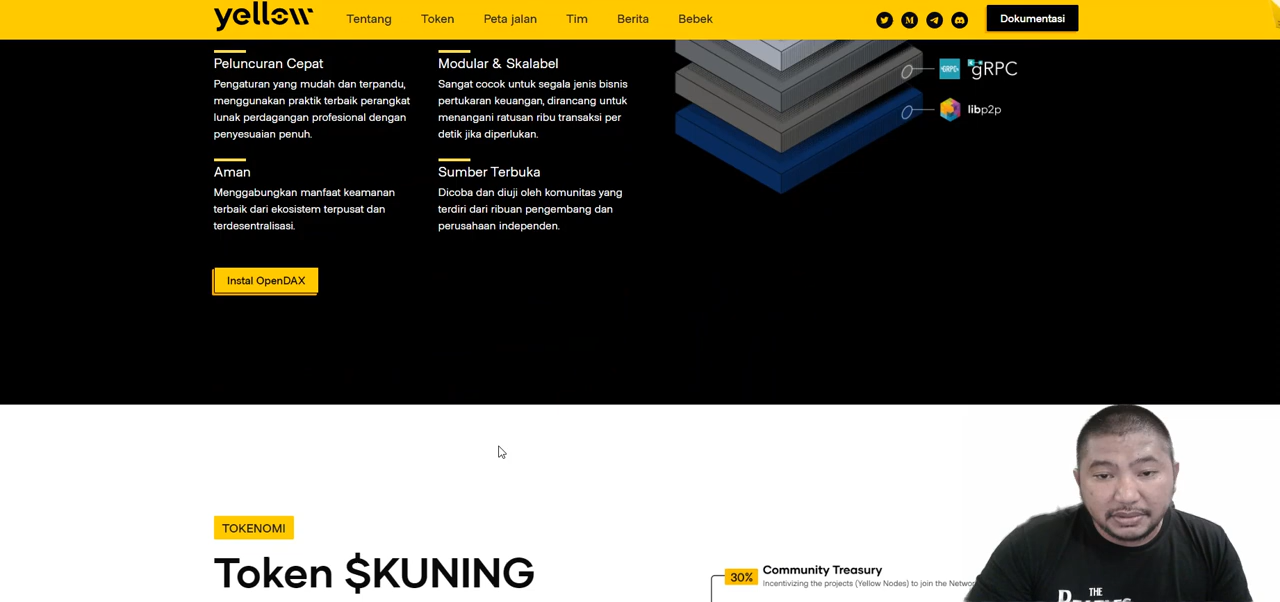 yellow
Tentang
Token
Peta jalan
Tim
Berita
Bebek
M
Dokumentasi
Peluncuran Cepat
Pengaturan yang mudah dan terpandu,
menggunakan praktik terbaik perangkat
lunak perdagangan profesional dengan
penyesuaian penuh.
Modular & Skalabel
Sangat cocok untuk segala jenis bisnis
pertukaran keuangan, dirancang untuk
menangani ratusan ribu transaksi per
detik jika diperlukan.
Aman
Menggabungkan manfaat keamanan
terbaik dari ekosistem terpusat dan
terdesentralisasi.
Sumber Terbuka
Dicoba dan diuji oleh komunitas yang
terdiri dari ribuan pengembang dan
perusahaan independen.
GRPC
gRPC
libp2p
Instal OpenDAX
TOKENOMI
Token $KUNING
30%
Community Treasury
Incentivizing the projects (Yellow Nodes) to join the
THE